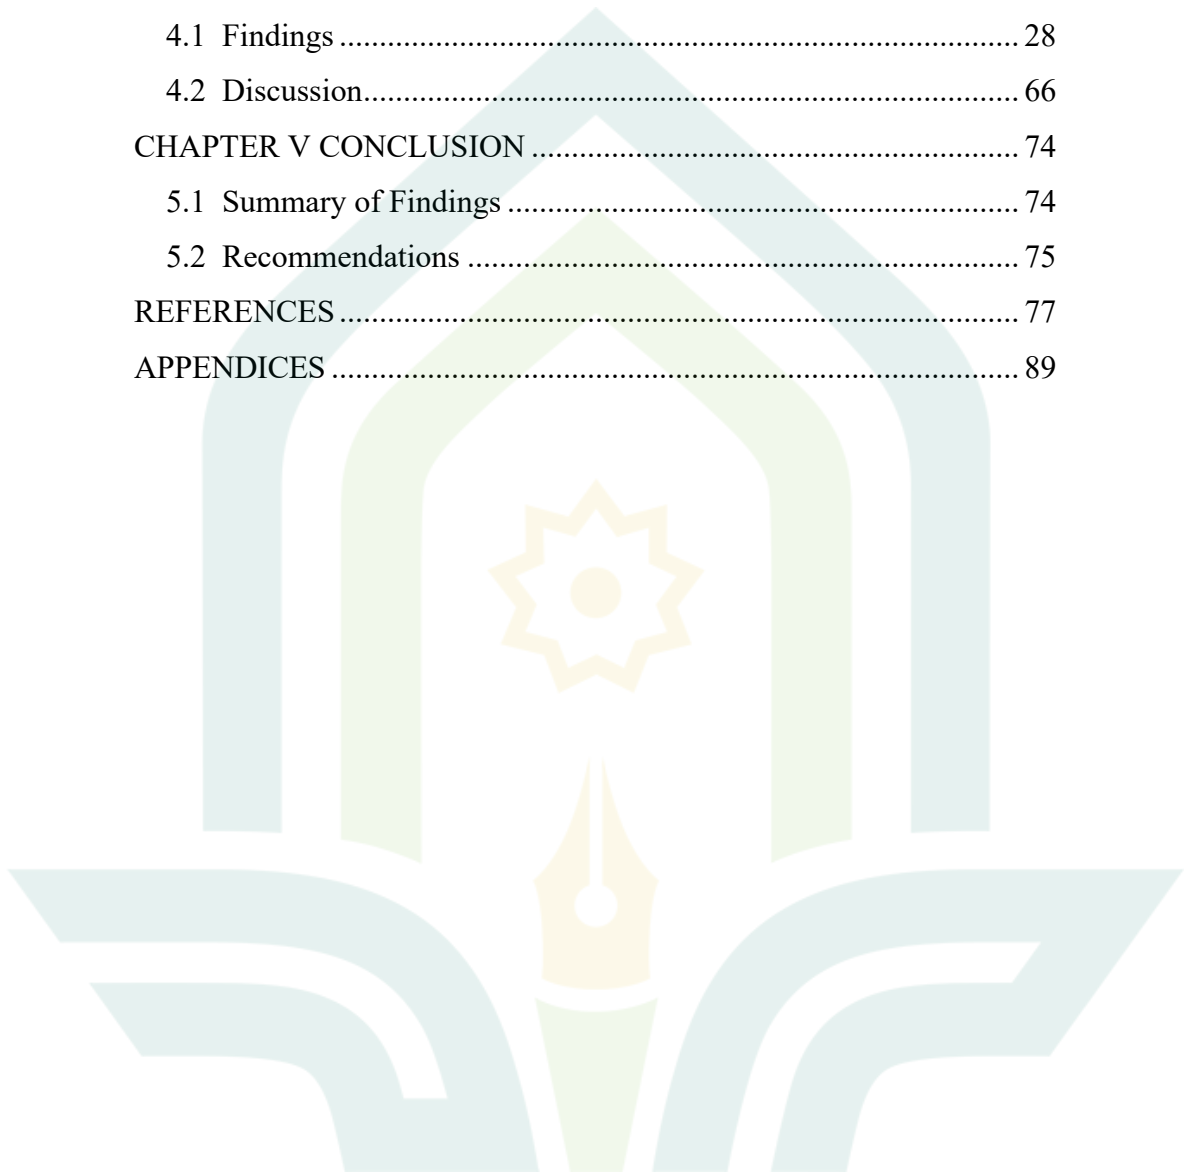 4.1 Findings ..................................................................................... 28
4.2 Discussion.................................................................................. 66
CHAPTER V CONCLUSION ............................................................. 74
5.1 Summary of Findings ................................................................ 74
5.2 Recommendations ..................................................................... 75
REFERENCES ..................................................................................... 77
APPENDICES ...................................................................................... 89